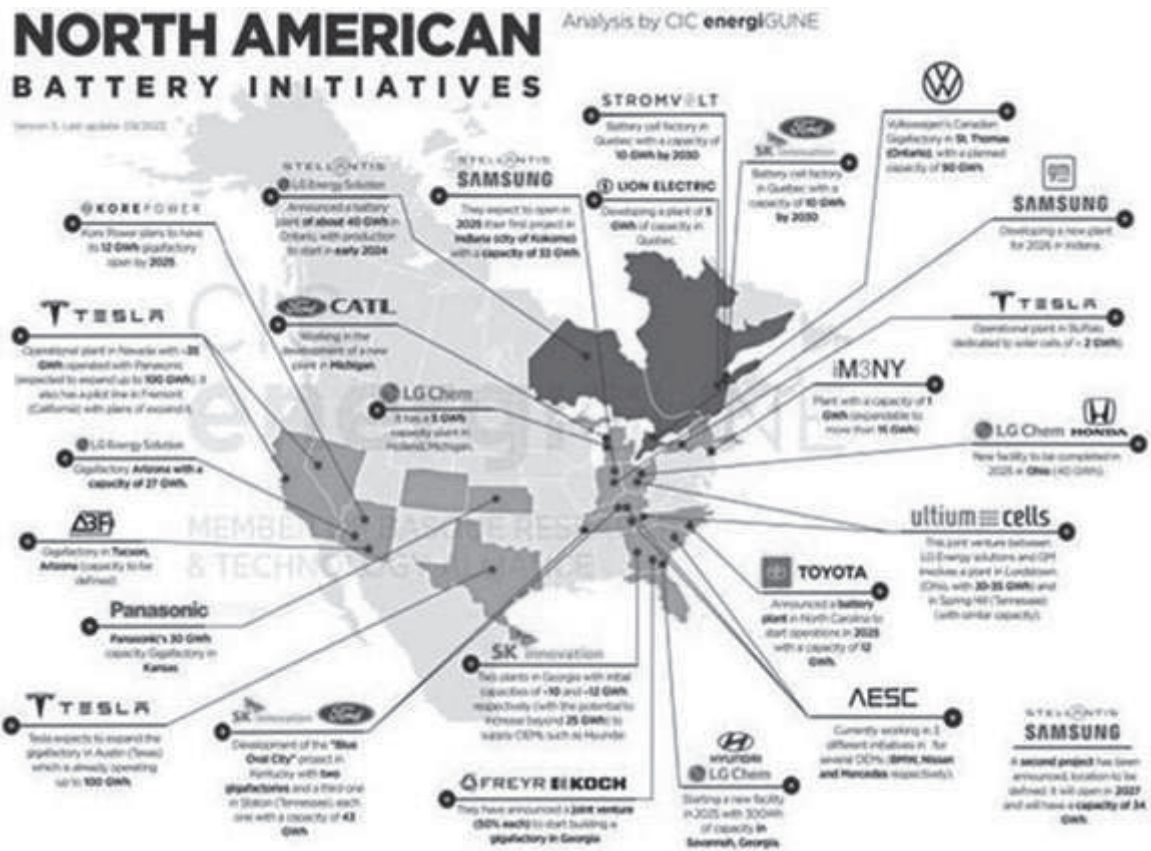 NORTH AMERICAN
BATTERY INITIATIVES
Analysis by CIC energiGUNE
STROMVOLT
Battery cell factory in
Quebec with a capacity of
10 GWh by 2030
Ford
SK innovation
Battery cell factory
in Quebec with a
capacity of 10 GWh
by 2030
Volkswagen's Canadian
Gigafactory in St. Thomas
(Ontario), with a planned
capacity of 90 GWh
gm
SAMSUNG
Developing a new plant
for 2026 in Indiana.
STELLANTIS
LG Energy Solution
Announced a battery
plant of about 40 GWh in
Ontario, with production
to start in early 2024
STELLANTIS
SAMSUNG
They expect to open in
2025 their first project in
Indiana (city of Kokomo)
with a capacity of 33 GWh
LION ELECTRIC
Developing a plant of 5
GWh of capacity in
Quebec.
KOREPOWER
Kore Power plans to have
its 12 GWh gigafactory
open by 2025
TESLA
Operational plant in Nevada with
GWh operated with Panasonic
(expected to expand up to 100 GWh). It
also has a pilot line in Fremont
(California) with plans of expand it.
Ford CATL
Working in the
development of a new
plant in Michigan
LG Chem
It has a 5 GWh
capacity plant in
Holland, Michigan.
TESLA
Operational plant in Buffalo
dedicated to solar cells of ~ 2 GWh)
iM3NY
Plant with a capacity of 1
GWh (expandable to
more than 15 GWh)
LG Chem HONDA
New facility to be completed in
2025 in Ohio (40 GWh).
LG Energy Solution
Gigafactory Arizona with a
capacity of 27 GWh.
Gigafactory in Tucson,
Arizona (capacity to be
defined)
CIC
energiGUNE
MEMBER OF BASQUE RESEARCH
& TECHNOLOGY ALLIANCE
ultium cells
This joint venture between
LG Energy solutions and GM
involves a plant in Lordstown
(Ohio, with 30-35 GWh) and
in Spring Hill (Tennessee)
(with similar capacity).
TOYOTA
Announced a battery
plant in North Carolina to
start operations in 2025
with a capacity of 12
GWh.
Panasonic
Panasonic's 30 GWh
capacity Gigafactory in
Kansas
SK innovation
Two plants in Georgia with initial
capacities of ~10 and ~12 GWh
respectively (with the potential to
increase beyond 25 GWh) to
supply OEMs such as Hyundai
TESLA
Tesla expects to expand the
gigafactory in Austin (Texas)
which is already operating
up to 100 GWh
SK innovation Ford
Development of the "Blue
Oval City" project in
Kentucky with two
gigafactories and a third one
in Staton (Tennessee), each
one with a capacity of 43
GWh
FREYR KOCH
They have announced a joint venture
(50% each) to start building a
gigafactory in Georgia
HYUNDAI
LG Chem
Starting a new facility
in 2025 with 30GWh
of capacity in
Savannah, Georgia.
AESC
Currently working in 3
different initiatives in for
several OEMs (BMW, Nissan
and Mercedes respectively).
STELLANTIS
SAMSUNG
A second project has been
announced, location to be
defined. It will open in 2027
and will have a capacity of 34
GWh